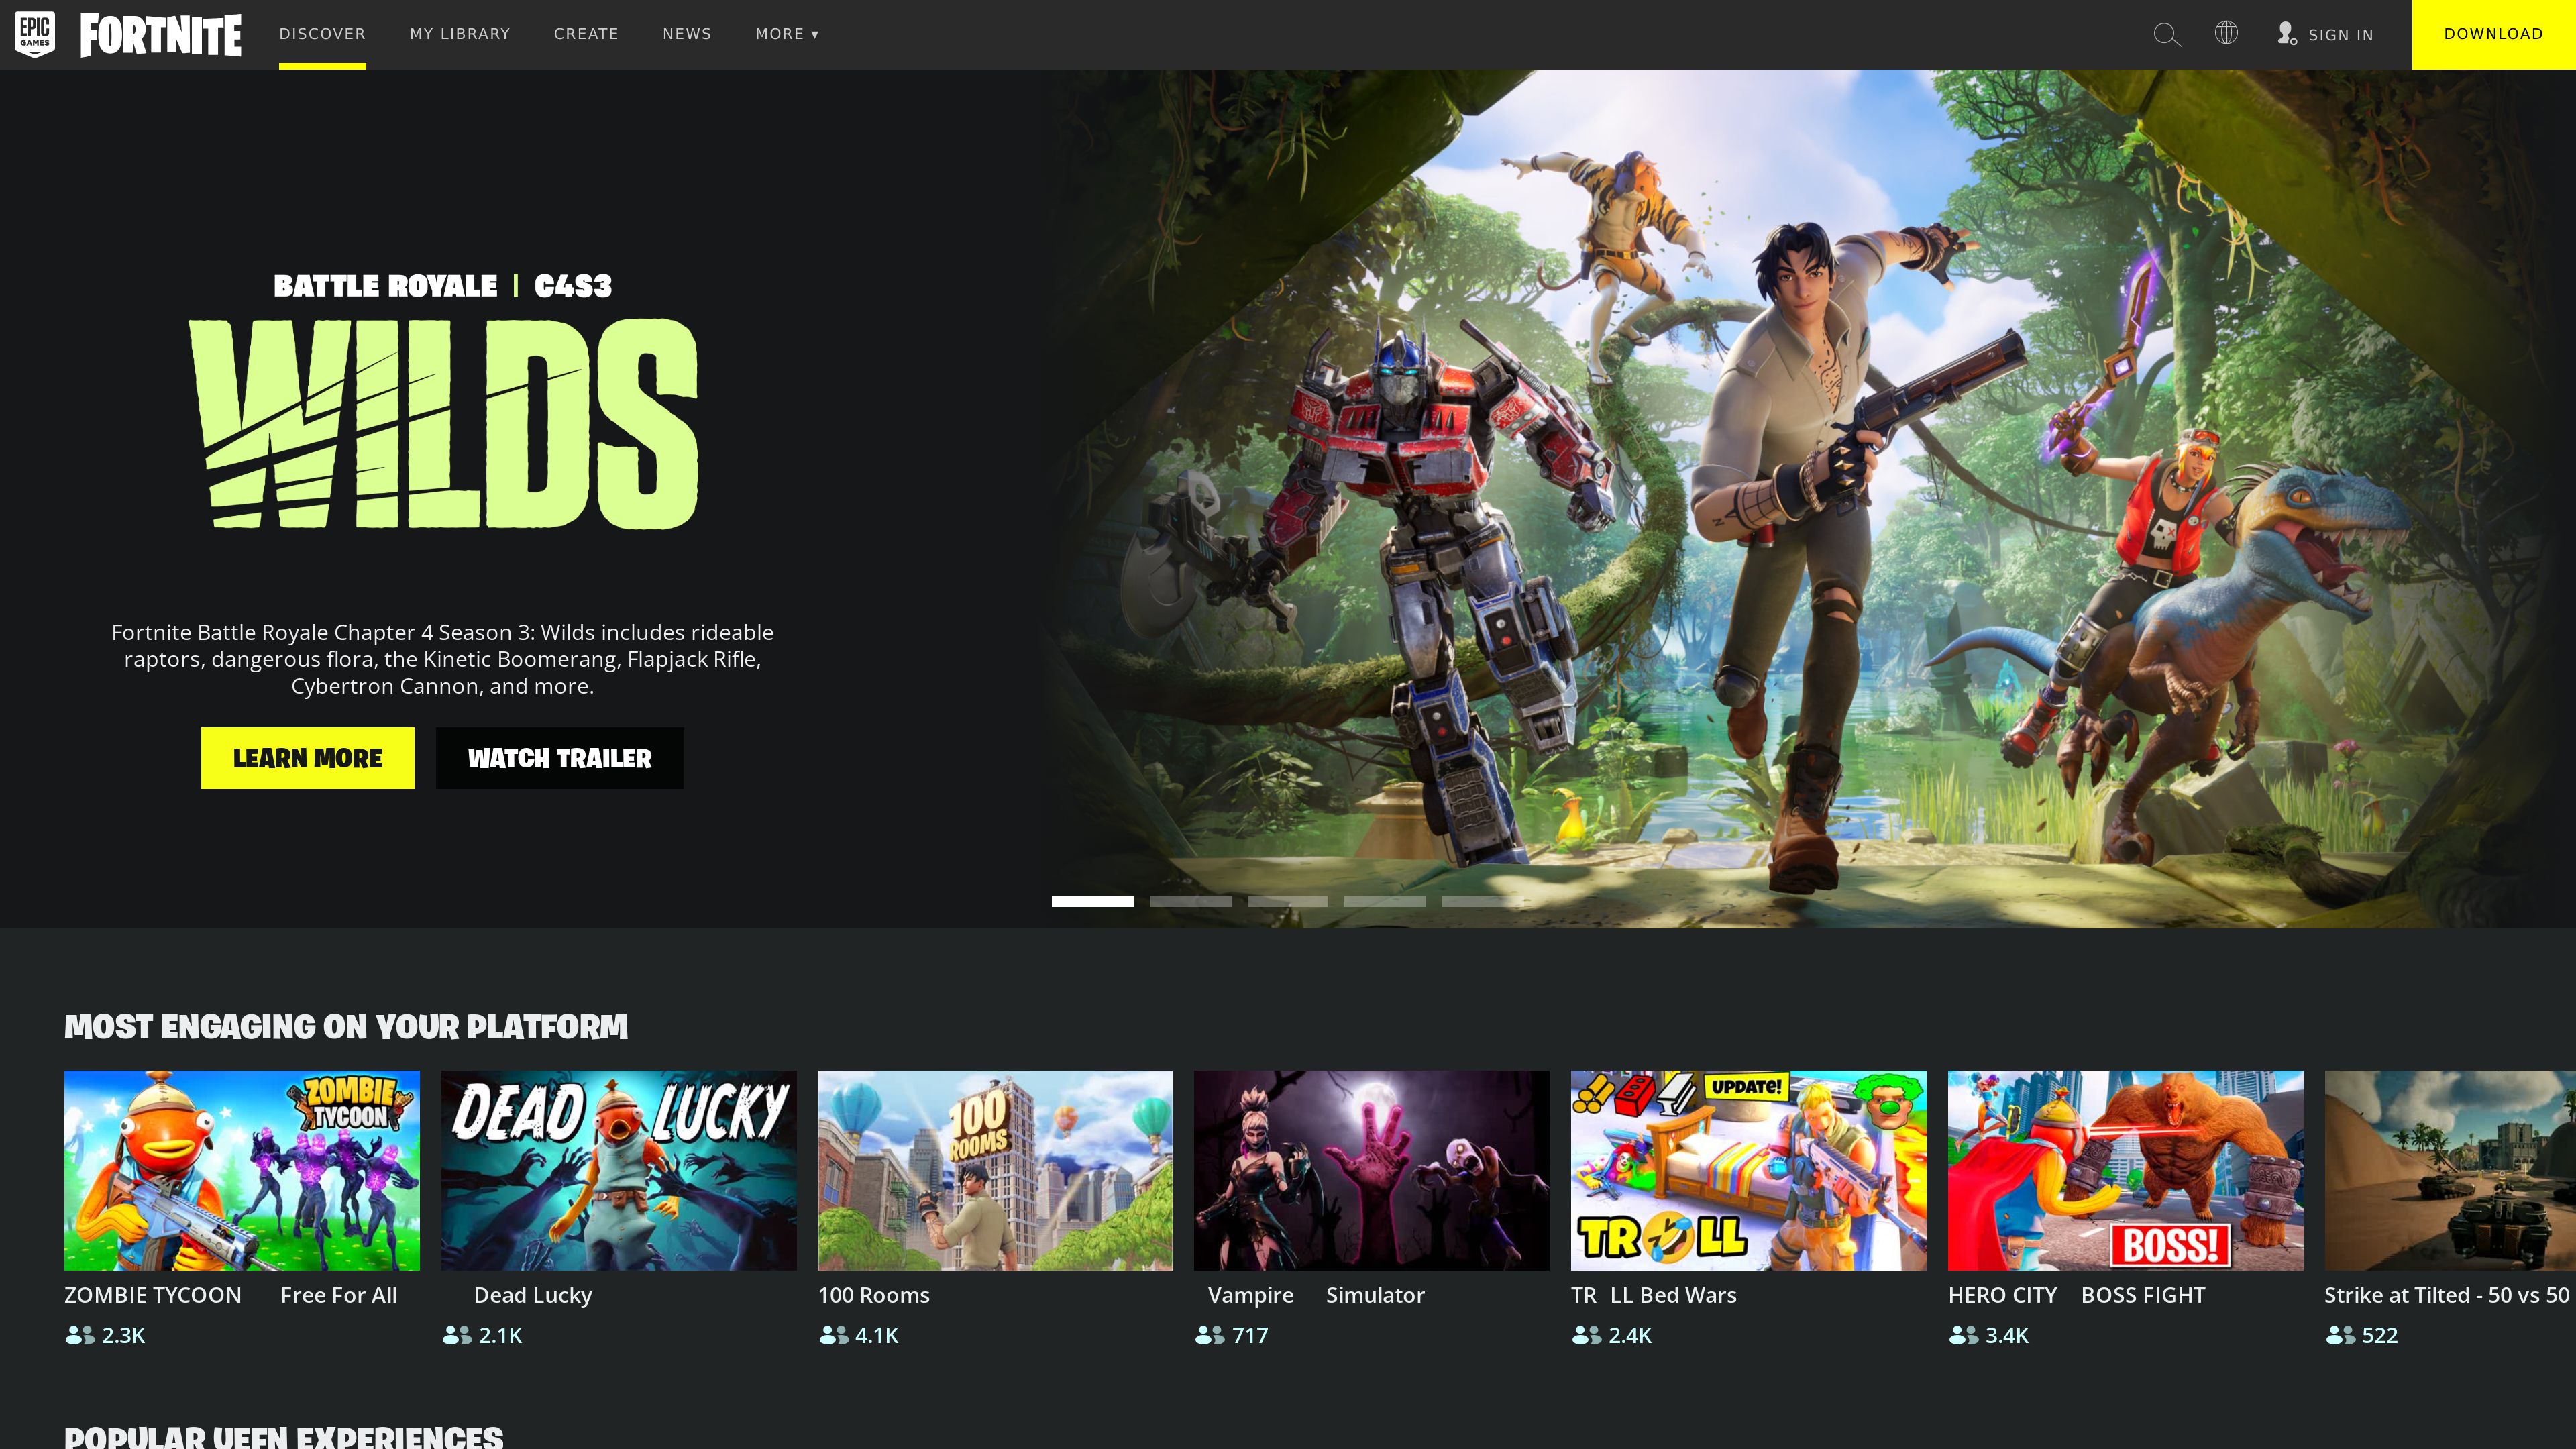 EPIC GAMES
FORTNITE
DISCOVER
MY LIBRARY
CREATE
NEWS
MORE ▾
SIGN IN
DOWNLOAD
BATTLE ROYALE | C4S3
WILDS
Fortnite Battle Royale Chapter 4 Season 3: Wilds includes rideable
raptors, dangerous flora, the Kinetic Boomerang, Flapjack Rifle,
Cybertron Cannon, and more.
LEARN MORE
WATCH TRAILER
MOST ENGAGING ON YOUR PLATFORM
ZOMBIE
TYCOON
ZOMBIE TYCOON Free For All
2.3K
DEAD LUCKY
Dead Lucky
2.1K
100
ROOMS
100 Rooms
4.1K
Vampire Simulator
717
UPDATE!
TR LL
TR LL Bed Wars
2.4K
BOSS!
HERO CITY BOSS FIGHT
3.4K
Strike at Tilted - 50 vs 50
522
POPULAR UEFN EXPERIENCES